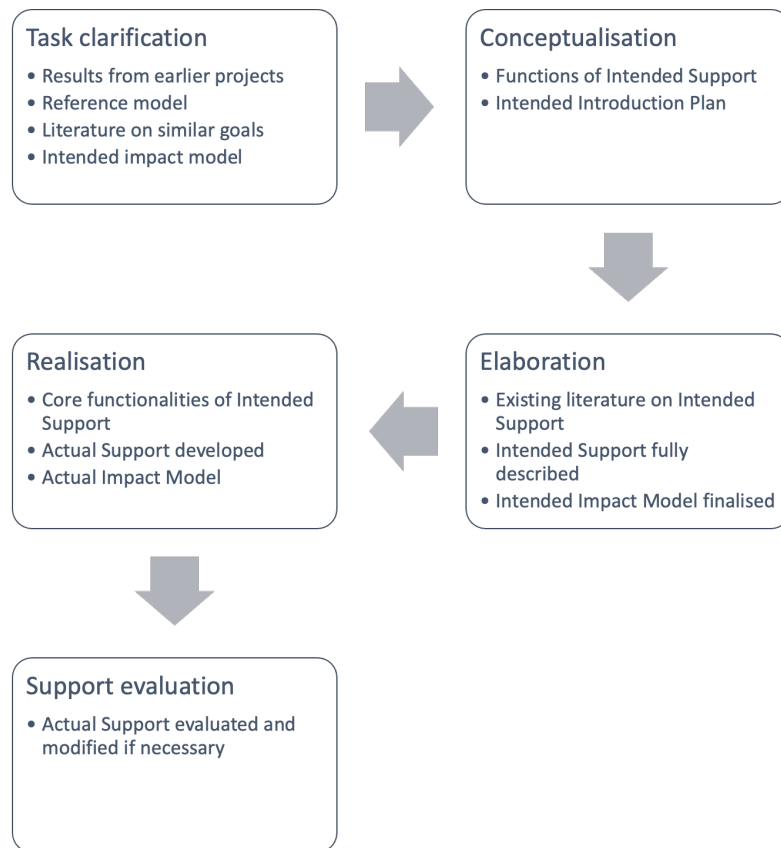 Task clarification
• Results from earlier projects
• Reference model
• Literature on similar goals
• Intended impact model
Conceptualisation
• Functions of Intended Support
• Intended Introduction Plan
Elaboration
• Existing literature on Intended
Support
• Intended Support fully
described
• Intended Impact Model finalised
Realisation
• Core functionalities of Intended
Support
• Actual Support developed
• Actual Impact Model
Support evaluation
• Actual Support evaluated and
modified if necessary